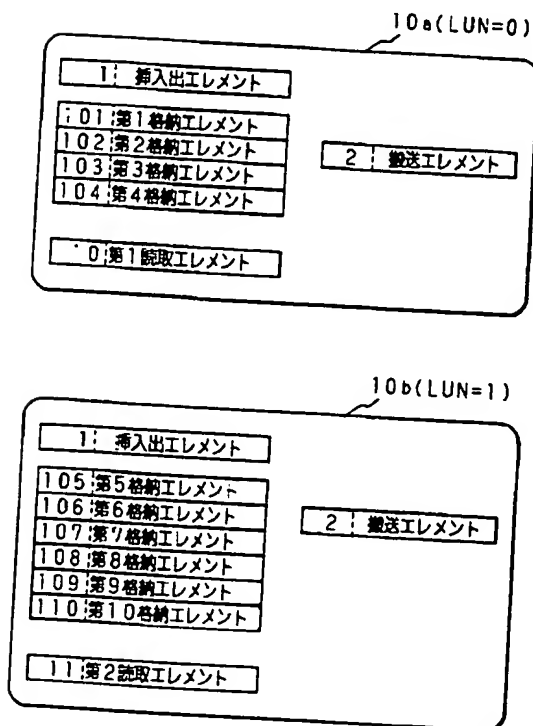 10a(LUN=0)
1 挿入出エレメント
101 第1格納エレメント
102 第2格納エレメント
103 第3格納エレメント
104 第4格納エレメント
2 搬送エレメント
0 第1読取エレメント
10b(LUN=1)
1 挿入出エレメント
105 第5格納エレメント
106 第6格納エレメント
107 第7格納エレメント
108 第8格納エレメント
109 第9格納エレメント
110 第10格納エレメント
2 搬送エレメント
11 第2読取エレメント